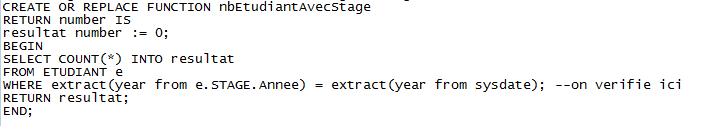 CREATE OR REPLACE FUNCTION nbEtudiantAvecStage
RETURN number IS
resultat number := 0;
BEGIN
SELECT COUNT(*) INTO resultat
FROM ETUDIANT e
WHERE extract(year from e.STAGE.Annee) = extract(year from sysdate); --on verifie ici
RETURN resultat;
END;